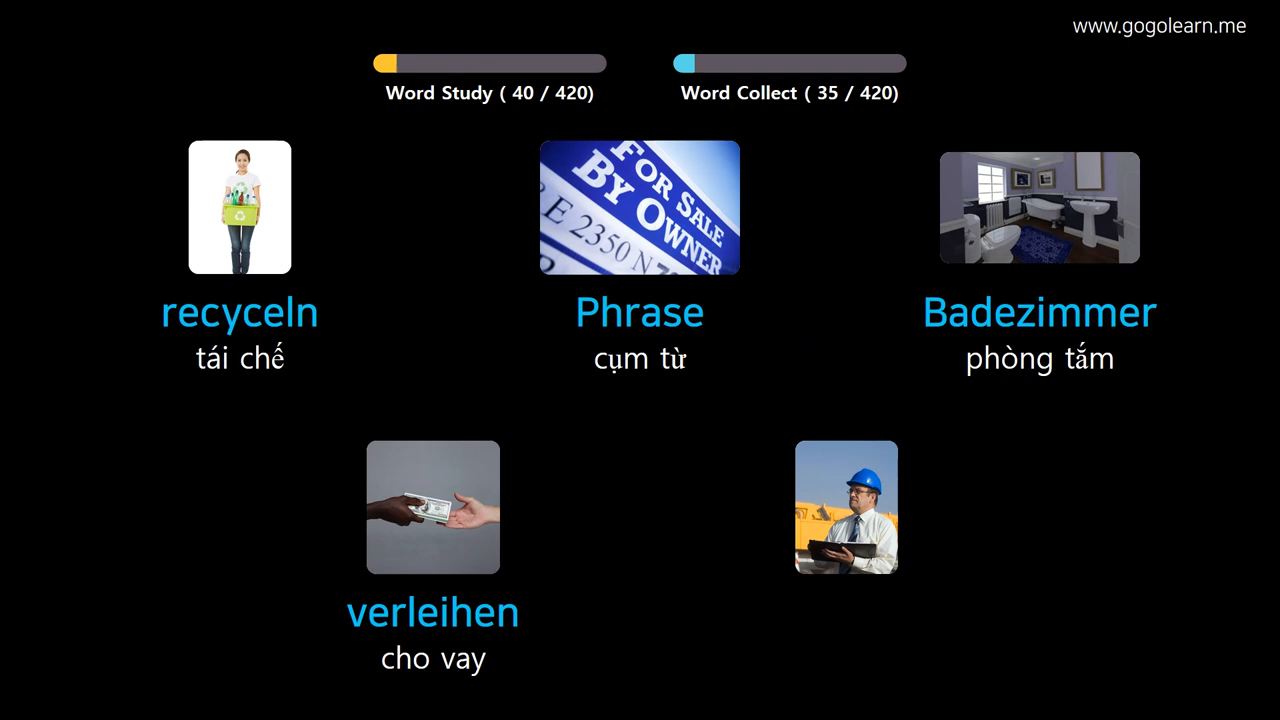 www.gogolearn.me
Word Study ( 40 / 420)
Word Collect ( 35 / 420)
FOR SALE
BY OWNER
E 2350 N
recyceln
Phrase
Badezimmer
tái chế
cụm từ
phòng tắm
verleihen
cho vay